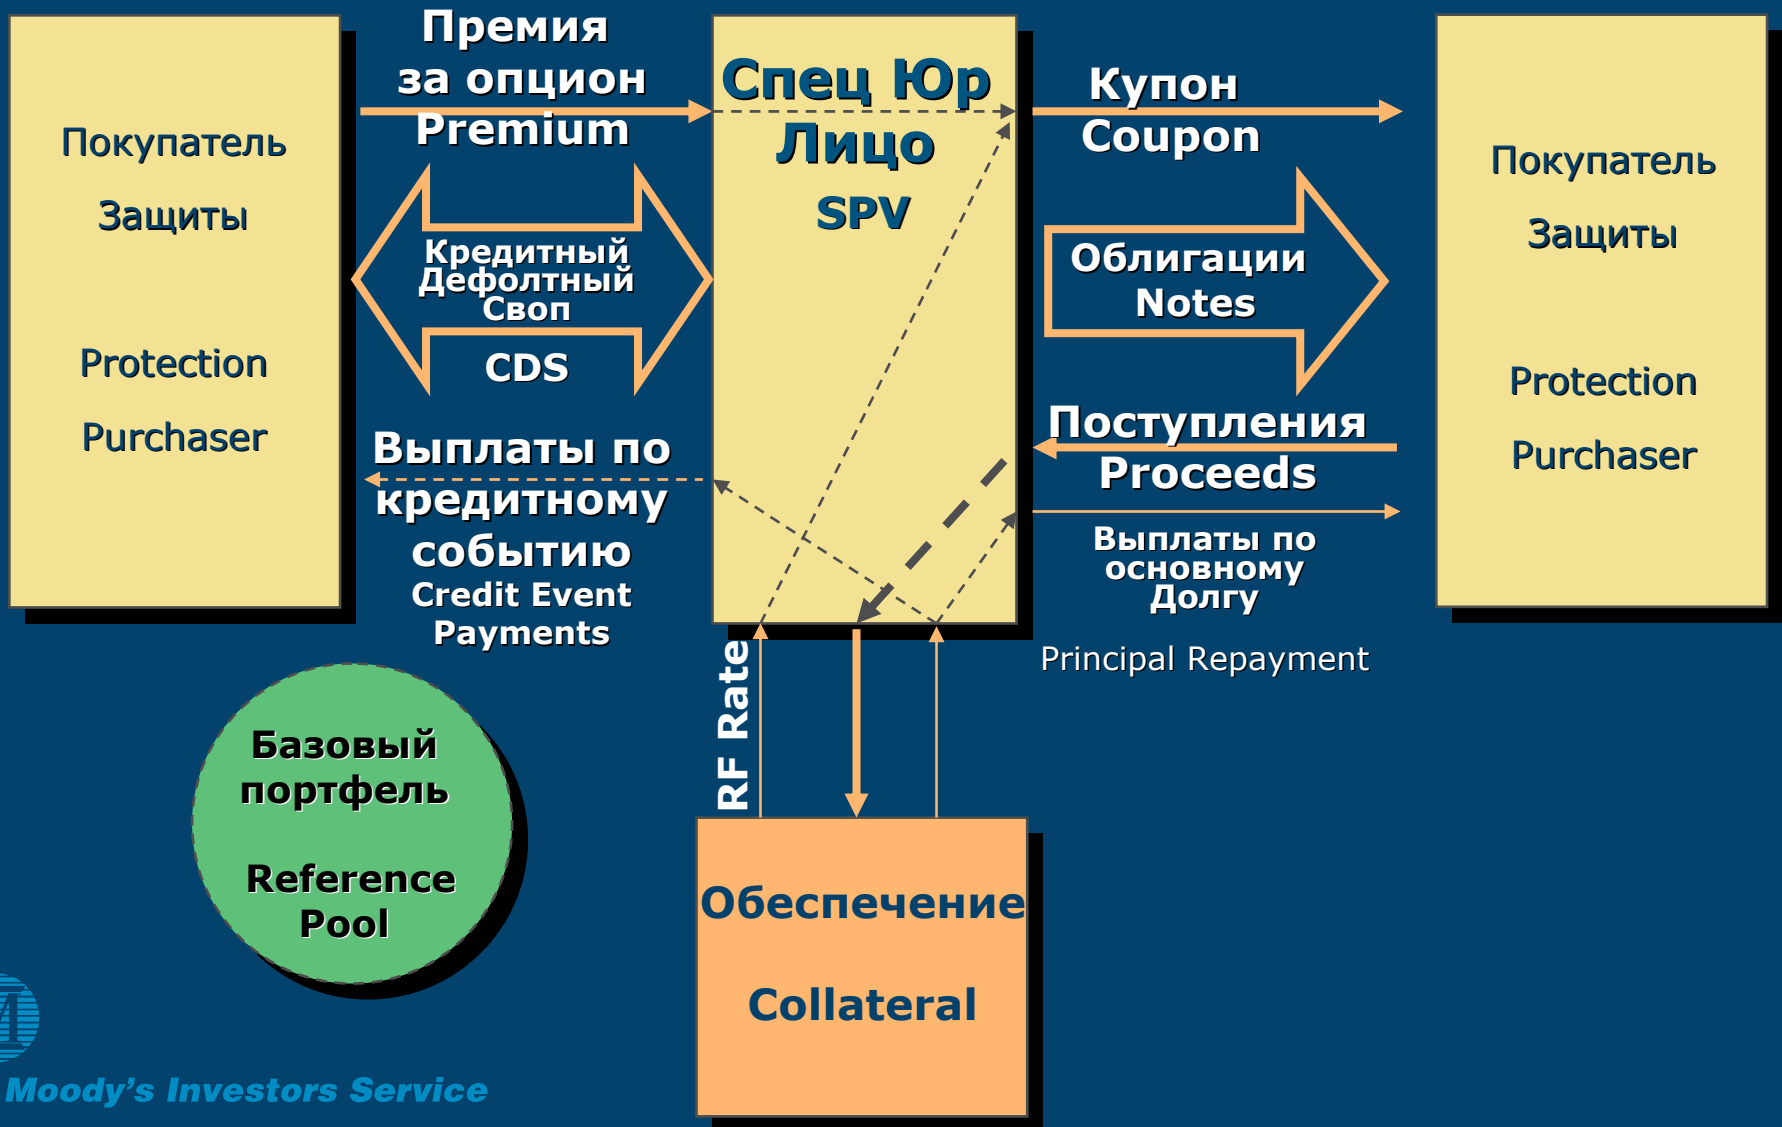 Покупатель
Защиты
Protection
Purchaser
Премия
за опцион
Premium
Кредитный
Дефолтный
Своп
CDS
Выплаты по
кредитному
событию
Credit Event
Payments
Спец Юр
Лицо
SPV
Купон
Coupon
Облигации
Notes
Поступления
Proceeds
Выплаты по
основному
Долгу
Principal Repayment
Покупатель
Защиты
Protection
Purchaser
RF Rate
Базовый
портфель
Reference
Pool
Обеспечение
Collateral
M
Moody's Investors Service